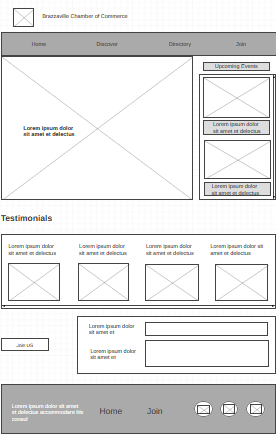 Brazzaville Chamber of Commerce
Home Discover Directory Join
Upcoming Events
Lorem ipsum dolor
sit amet et delectus
Lorem ipsum dolor
sit amet et delectus
Lorem ipsum dolor
sit amet et delectus
Testimonials
Lorem ipsum dolor
sit amet et delectus
Lorem ipsum dolor
sit amet et delectus
Lorem ipsum dolor
sit amet et delectus
Lorem ipsum dolor sit
amet et delectus
Lorem ipsum dolor
sit amet et
Join US
Lorem ipsum dolor
sit amet et
Lorem ipsum dolor sit amet
et delectus accommodare his
consul
Home Join